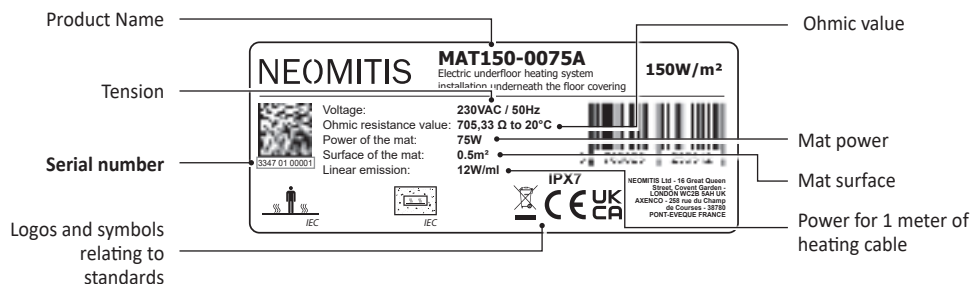 Product Name
Ohmic value
NEOMITIS
MAT150-0075A
Electric underfloor heating system
installation underneath the floor covering
150W/m²
Tension
Voltage: 230VAC / 50Hz
Ohmic resistance value: 705,33 Ω to 20°C
Power of the mat: 75W
Surface of the mat: 0.5m²
Linear emission: 12W/ml
Mat power
Serial number
3347 01 00001
Mat surface
IPX7
NEOMITIS Ltd - 16 Great Queen
Street, Covent Garden -
LONDON WC2B 5AH UK
AXENCO - 258 rue du Champ
de Courses - 38780
PONT-EVEQUE FRANCE
CE
UK
CA
IEC
IEC
Logos and symbols
relating to
standards
Power for 1 meter of
heating cable